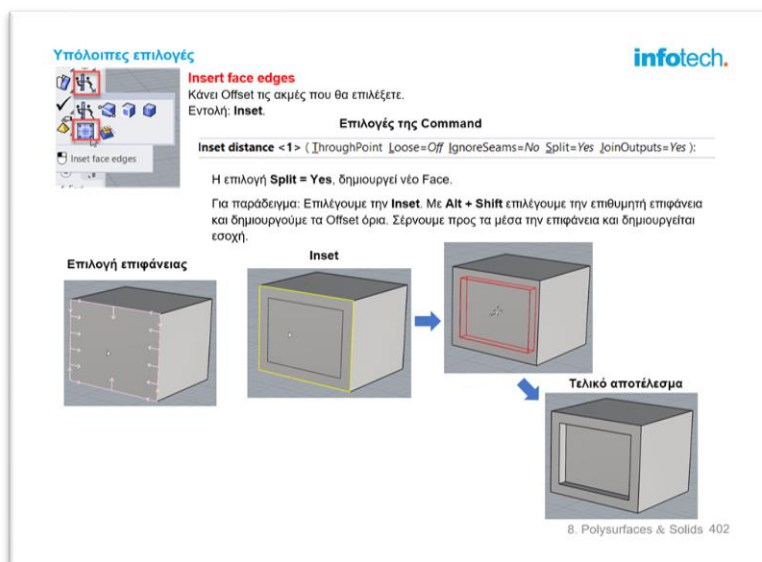 Υπόλοιπες επιλογές
infotech.
Insert face edges
Κάνει Offset τις ακμές που θα επιλέξετε.
Εντολή: Inset.
Επιλογές της Command
Inset distance <1> ( ThroughPoint Loose=Off IgnoreSeams=No Split=Yes JoinOutputs=Yes ):
Inset face edges
Η επιλογή Split = Yes, δημιουργεί νέο Face.
Για παράδειγμα: Επιλέγουμε την Inset. Με Alt + Shift επιλέγουμε την επιθυμητή επιφάνεια
και δημιουργούμε τα Offset όρια. Σέρνουμε προς τα μέσα την επιφάνεια και δημιουργείται
εσοχή.
Επιλογή επιφάνειας
Inset
Τελικό αποτέλεσμα
8. Polysurfaces & Solids 402